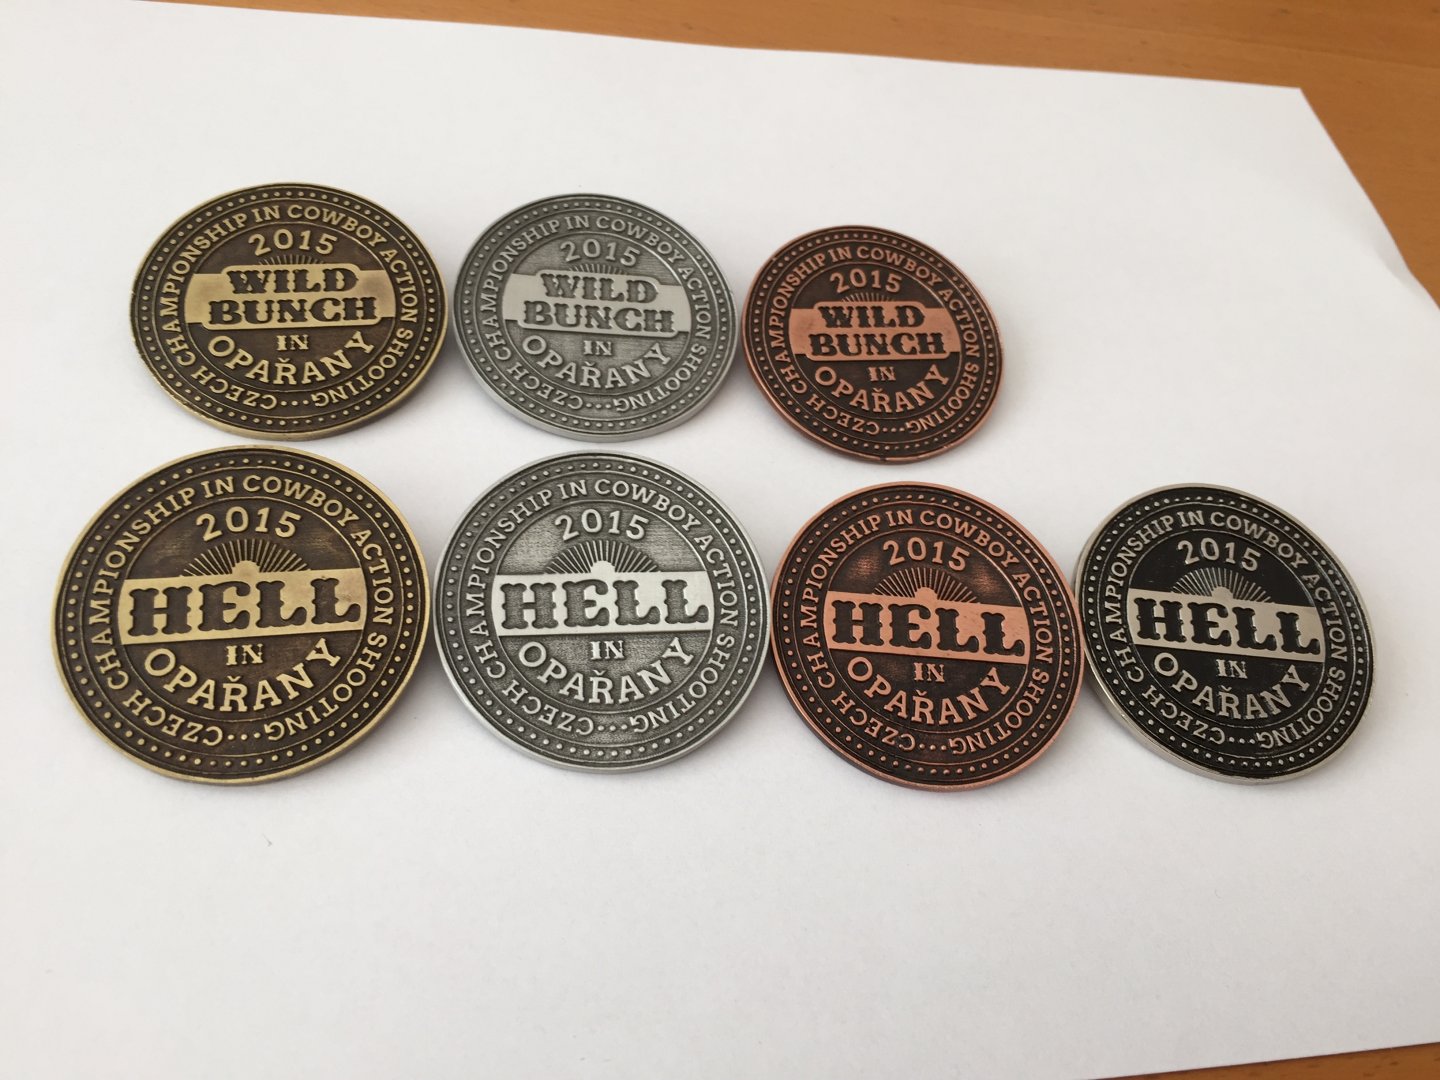 CZECH CHAMPIONSHIP IN COWBOY ACTION SHOOTING...
2015
WILD
BUNCH
IN
OPAŘANY
CZECH CHAMPIONSHIP IN COWBOY ACTION SHOOTING...
2015
WILD
BUNCH
IN
OPAŘANY
CZECH CHAMPIONSHIP IN COWBOY ACTION SHOOTING...
2015
WILD
BUNCH
IN
OPAŘANY
CZECH CHAMPIONSHIP IN COWBOY ACTION SHOOTING...
2015
HELL
IN
OPAŘANY
CZECH CHAMPIONSHIP IN COWBOY ACTION SHOOTING...
2015
HELL
IN
OPAŘANY
CZECH CHAMPIONSHIP IN COWBOY ACTION SHOOTING...
2015
HELL
IN
OPAŘANY
CZECH CHAMPIONSHIP IN COWBOY ACTION SHOOTING...
2015
HELL
IN
OPAŘANY